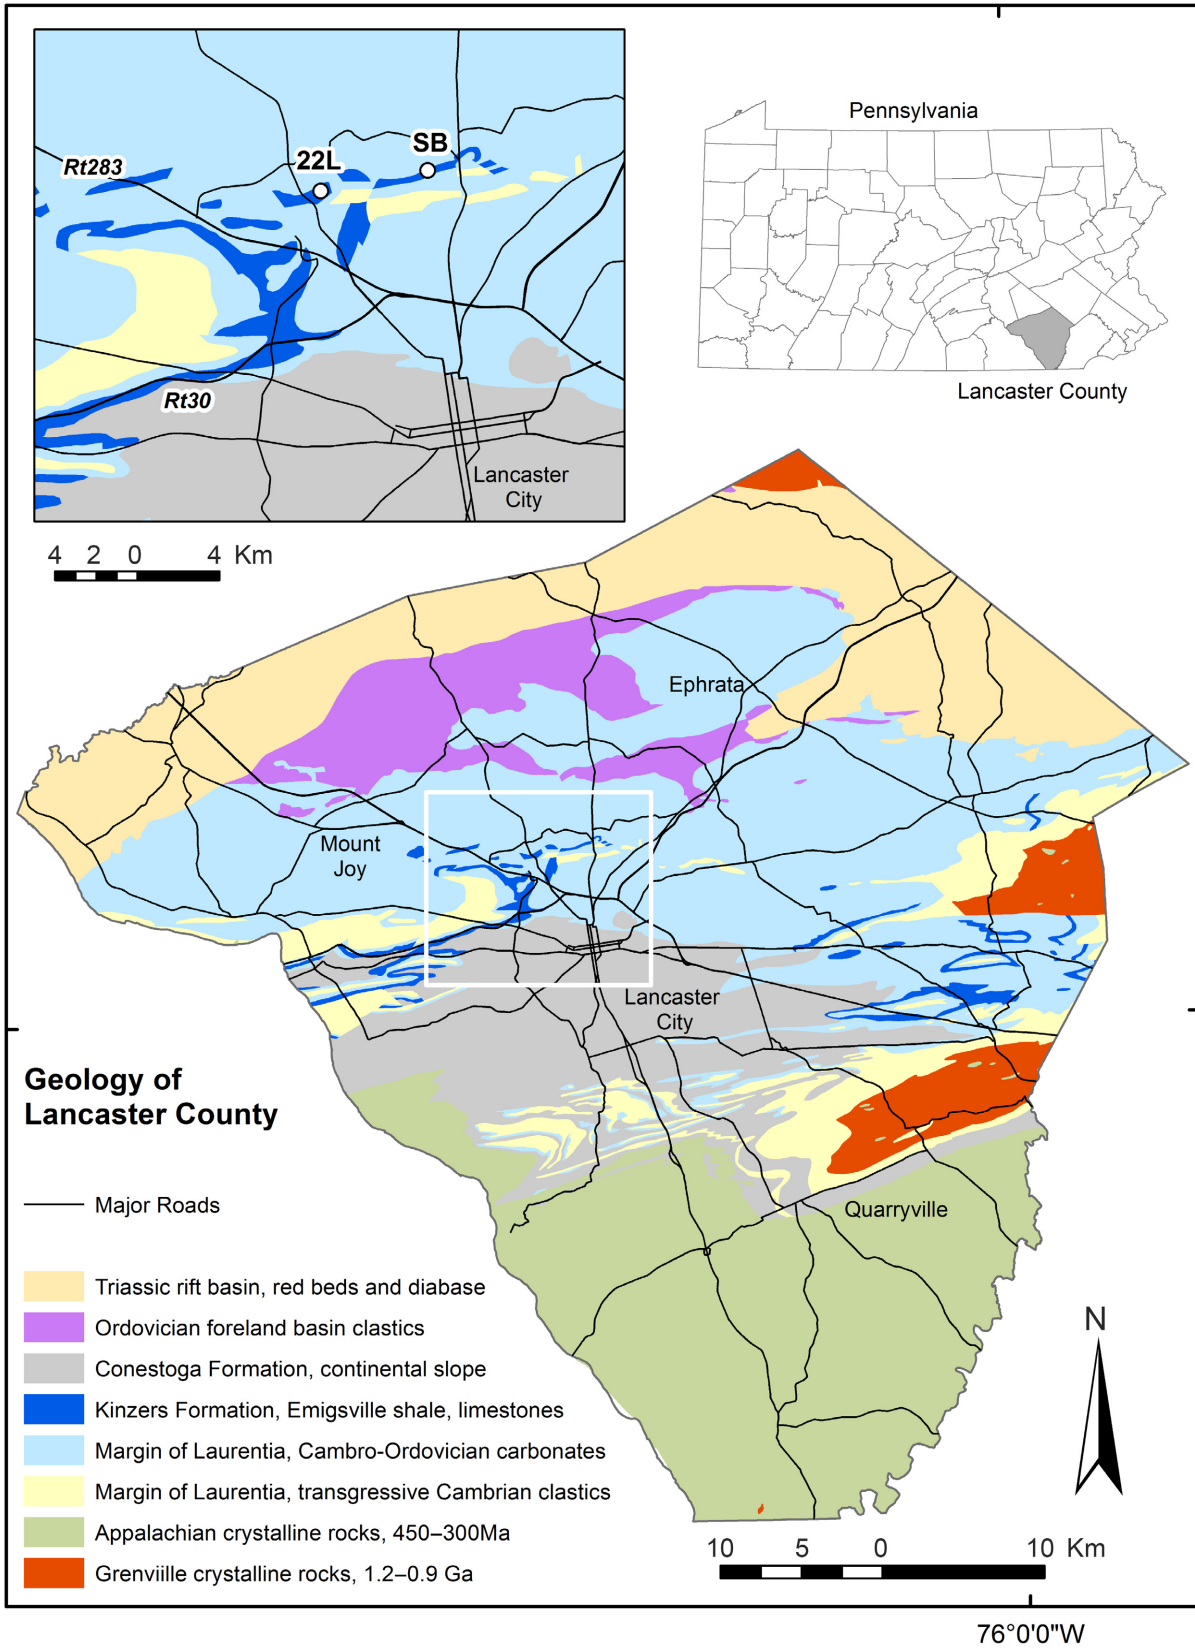 Rt283
22L
SB
Rt30
Lancaster
City
4 2 0 4 Km
Pennsylvania
Lancaster County
Ephrata
Mount
Joy
Lancaster
City
Quarryville
Geology of
Lancaster County
Major Roads
Triassic rift basin, red beds and diabase
Ordovician foreland basin clastics
Conestoga Formation, continental slope
Kinzers Formation, Emigsville shale, limestones
Margin of Laurentia, Cambro-Ordovician carbonates
Margin of Laurentia, transgressive Cambrian clastics
Appalachian crystalline rocks, 450–300Ma
Grenviille crystalline rocks, 1.2–0.9 Ga
N
10 5 0 10 Km
76°0'0"W